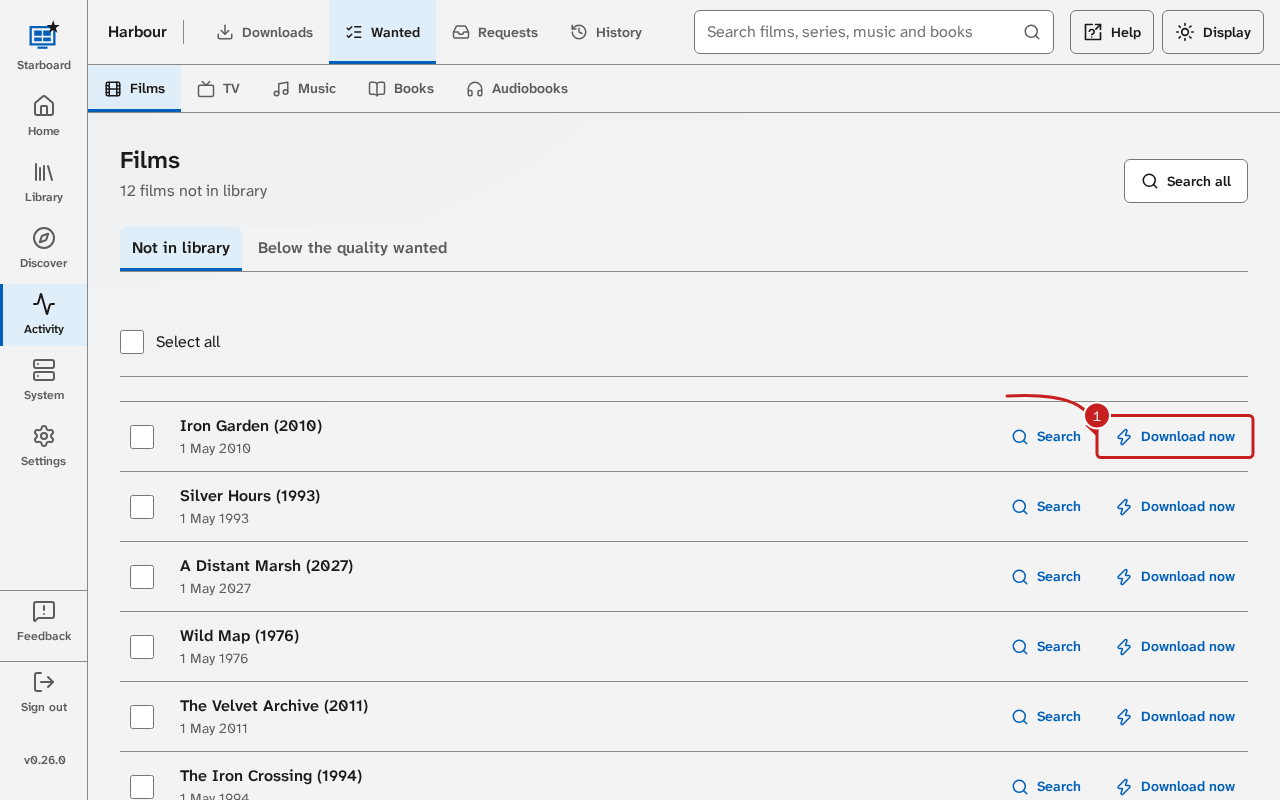 Starboard
Home
Library
Discover
Activity
System
Settings
Feedback
Sign out
v0.26.0
Harbour
Downloads
Wanted
Requests
History
Search films, series, music and books
Help
Display
Films
TV
Music
Books
Audiobooks
Films
12 films not in library
Search all
Not in library
Below the quality wanted
Select all
1
Iron Garden (2010)
1 May 2010
Search
Download now
Silver Hours (1993)
1 May 1993
Search
Download now
A Distant Marsh (2027)
1 May 2027
Search
Download now
Wild Map (1976)
1 May 1976
Search
Download now
The Velvet Archive (2011)
1 May 2011
Search
Download now
The Iron Crossing (1994)
1 May 1994
Search
Download now